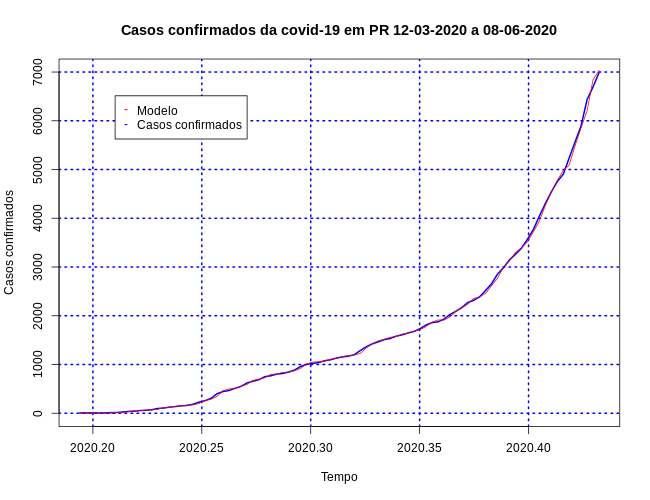 Casos confirmados da covid-19 em PR 12-03-2020 a 08-06-2020
7000
6000
5000
4000
3000
2000
1000
0
Casos confirmados
- Modelo
- Casos confirmados
2020.20 2020.25 2020.30 2020.35 2020.40
Tempo